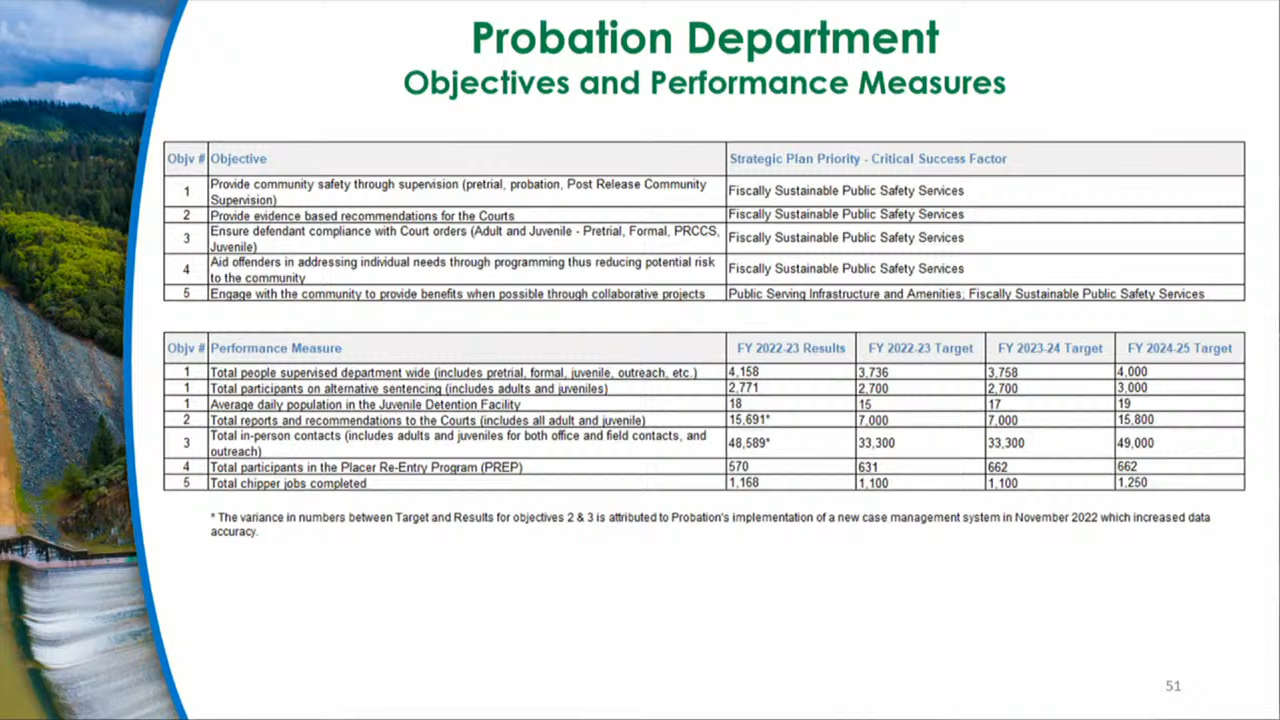 Probation Department
Objectives and Performance Measures
Objv # Objective Strategic Plan Priority - Critical Success Factor
1 Provide community safety through supervision (pretrial, probation, Post Release Community Supervision) Fiscally Sustainable Public Safety Services
2 Provide evidence based recommendations for the Courts Fiscally Sustainable Public Safety Services
3 Ensure defendant compliance with Court orders (Adult and Juvenile - Pretrial, Formal, PRCCS, Juvenile) Fiscally Sustainable Public Safety Services
4 Aid offenders in addressing individual needs through programming thus reducing potential risk to the community Fiscally Sustainable Public Safety Services
5 Engage with the community to provide benefits when possible through collaborative projects Public Serving Infrastructure and Amenities; Fiscally Sustainable Public Safety Services
Objv # Performance Measure FY 2022-23 Results FY 2022-23 Target FY 2023-24 Target FY 2024-25 Target
1 Total people supervised department wide (includes pretrial, formal, juvenile, outreach, etc.) 4,158 3,736 3,758 4,000
1 Total participants on alternative sentencing (includes adults and juveniles) 2,771 2,700 2,700 3,000
1 Average daily population in the Juvenile Detention Facility 18 15 17 19
2 Total reports and recommendations to the Courts (includes all adult and juvenile) 15,691* 7,000 7,000 15,800
3 Total in-person contacts (includes adults and juveniles for both office and field contacts, and outreach) 48,589* 33,300 33,300 49,000
4 Total participants in the Placer Re-Entry Program (PREP) 570 631 662 662
5 Total chipper jobs completed 1,168 1,100 1,100 1,250
* The variance in numbers between Target and Results for objectives 2 & 3 is attributed to Probation's implementation of a new case management system in November 2022 which increased data
accuracy.
51